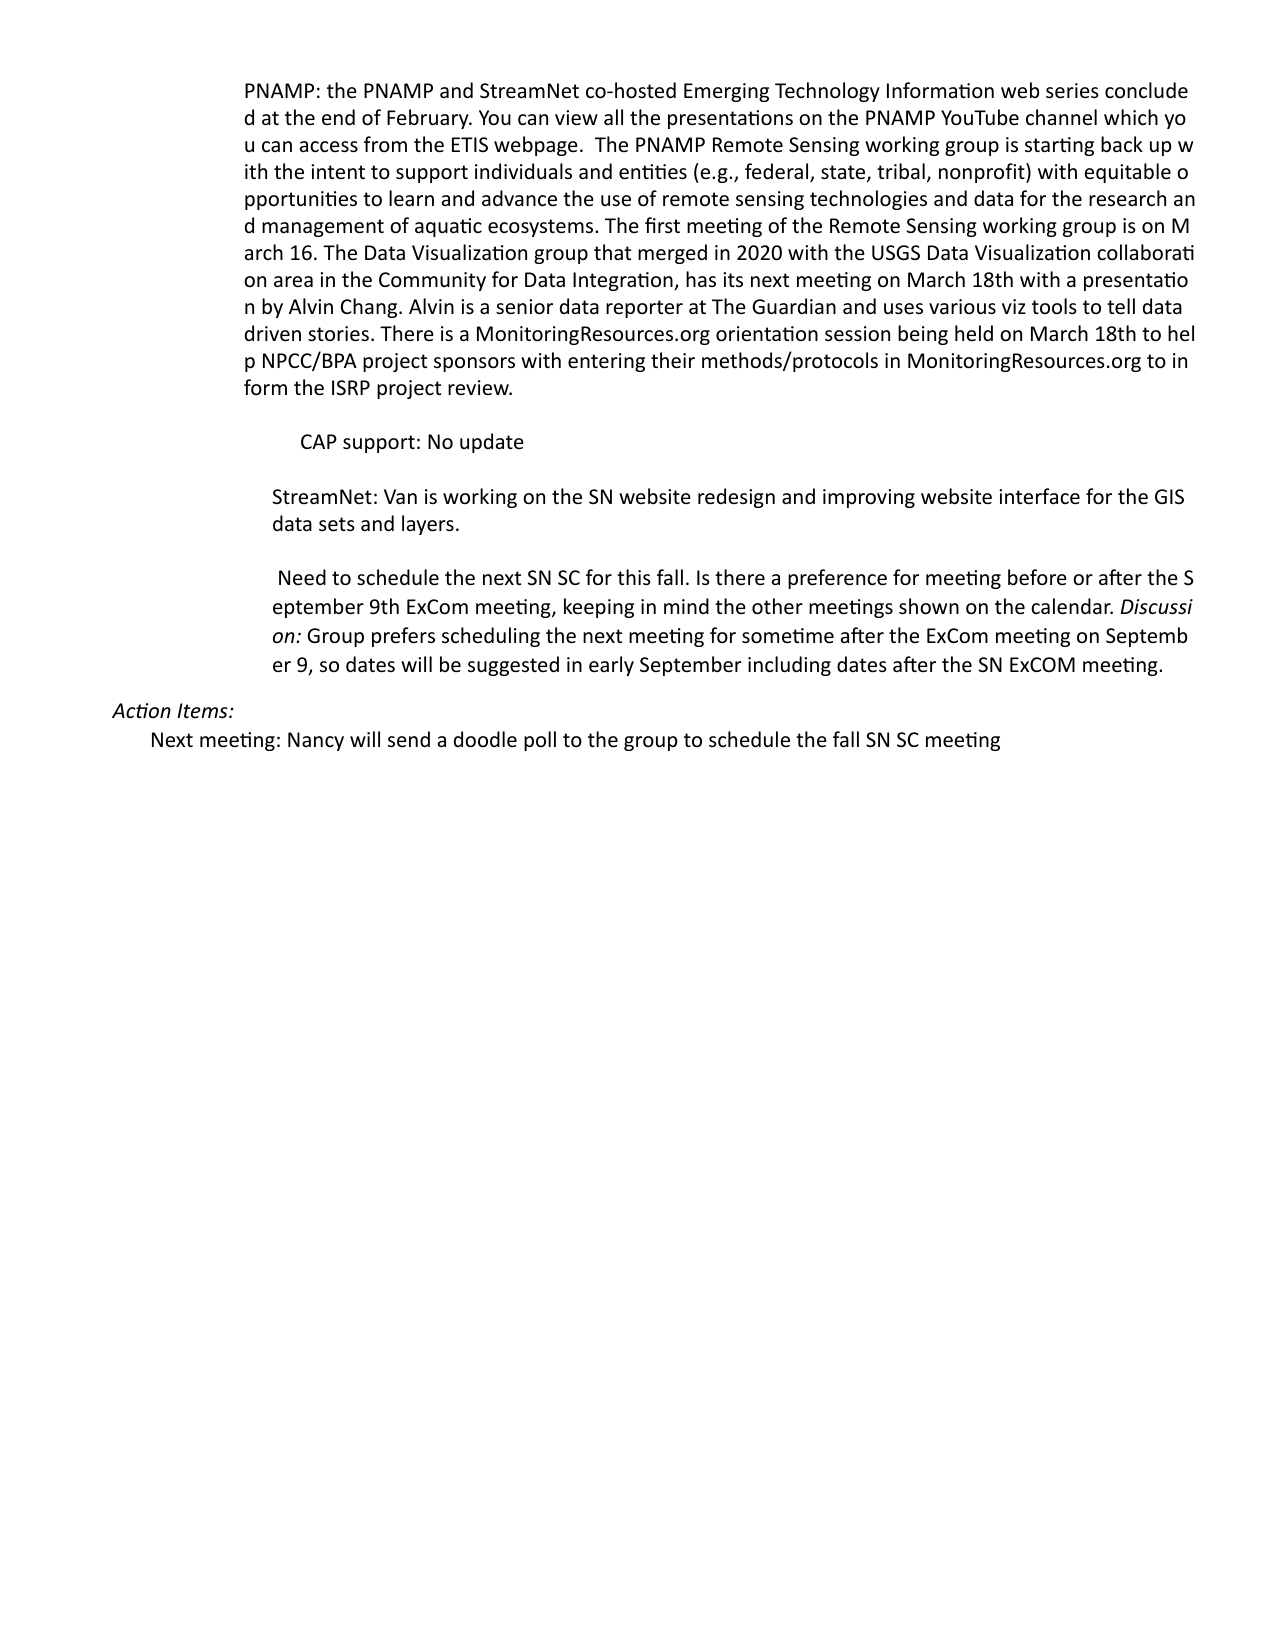 PNAMP: the PNAMP and StreamNet co-hosted Emerging Technology Information web series conclude
d at the end of February. You can view all the presentations on the PNAMP YouTube channel which yo
u can access from the ETIS webpage.  The PNAMP Remote Sensing working group is starting back up w
ith the intent to support individuals and entities (e.g., federal, state, tribal, nonprofit) with equitable o
pportunities to learn and advance the use of remote sensing technologies and data for the research an
d management of aquatic ecosystems. The first meeting of the Remote Sensing working group is on M
arch 16. The Data Visualization group that merged in 2020 with the USGS Data Visualization collaborati
on area in the Community for Data Integration, has its next meeting on March 18th with a presentatio
n by Alvin Chang. Alvin is a senior data reporter at The Guardian and uses various viz tools to tell data
driven stories. There is a MonitoringResources.org orientation session being held on March 18th to hel
p NPCC/BPA project sponsors with entering their methods/protocols in MonitoringResources.org to in
form the ISRP project review.
CAP support: No update
StreamNet: Van is working on the SN website redesign and improving website interface for the GIS
data sets and layers.
Need to schedule the next SN SC for this fall. Is there a preference for meeting before or after the S
eptember 9th ExCom meeting, keeping in mind the other meetings shown on the calendar. Discussi
on: Group prefers scheduling the next meeting for sometime after the ExCom meeting on Septemb
er 9, so dates will be suggested in early September including dates after the SN ExCOM meeting.
Action Items:
Next meeting: Nancy will send a doodle poll to the group to schedule the fall SN SC meeting